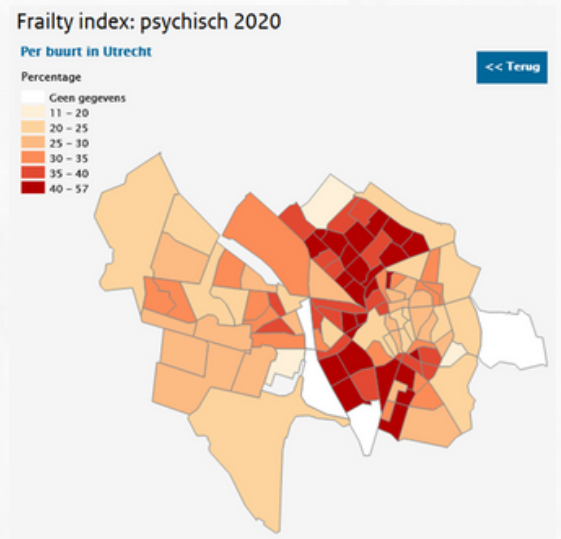 Frailty index: psychisch 2020
Per buurt in Utrecht
<< Terug
Percentage
Geen gegevens
11 - 20
20 - 25
25 - 30
30 - 35
35 - 40
40 - 57